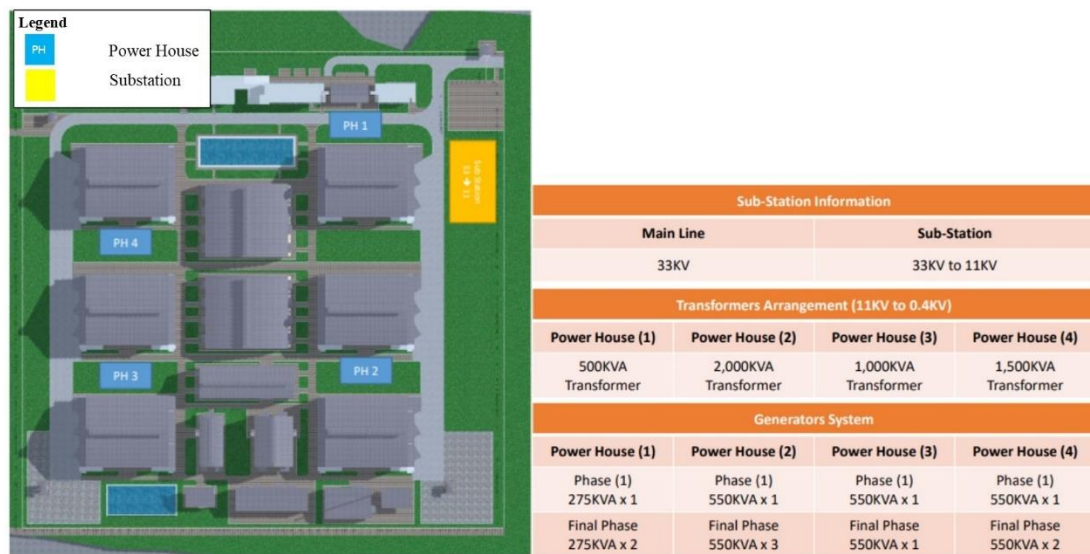 Legend
PH Power House
Substation
PH 1
Sub Station
33 → 11
PH 4
PH 3
PH 2
Sub-Station Information
Main Line Sub-Station
33KV 33KV to 11KV
Transformers Arrangement (11KV to 0.4KV)
Power House (1) Power House (2) Power House (3) Power House (4)
500KVA 2,000KVA 1,000KVA 1,500KVA
Transformer Transformer Transformer Transformer
Generators System
Power House (1) Power House (2) Power House (3) Power House (4)
Phase (1) Phase (1) Phase (1) Phase (1)
275KVA x 1 550KVA x 1 550KVA x 1 550KVA x 1
Final Phase Final Phase Final Phase Final Phase
275KVA x 2 550KVA x 3 550KVA x 1 550KVA x 2